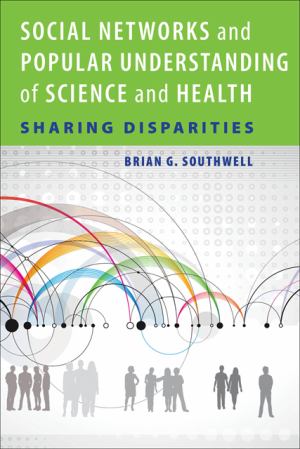 SOCIAL NETWORKS and
POPULAR UNDERSTANDING
of SCIENCE and HEALTH
SHARING DISPARITIES
BRIAN G. SOUTHWELL